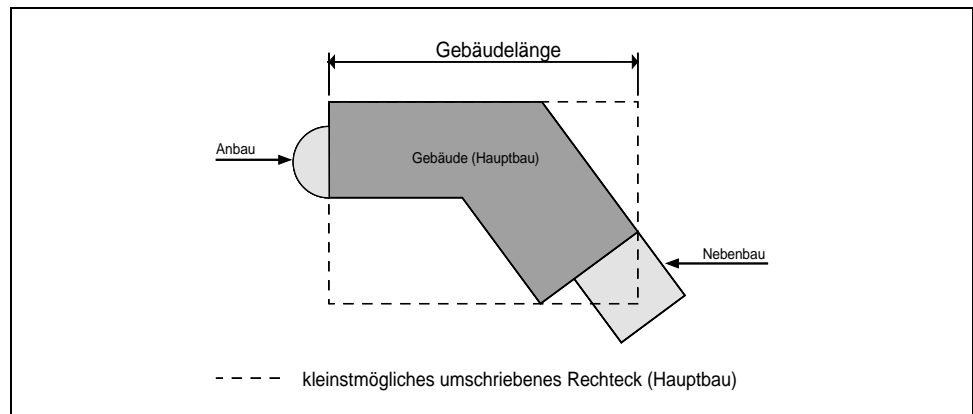 Gebäudelänge
Anbau
Gebäude (Hauptbau)
Nebenbau
kleinstmögliches umschriebenes Rechteck (Hauptbau)